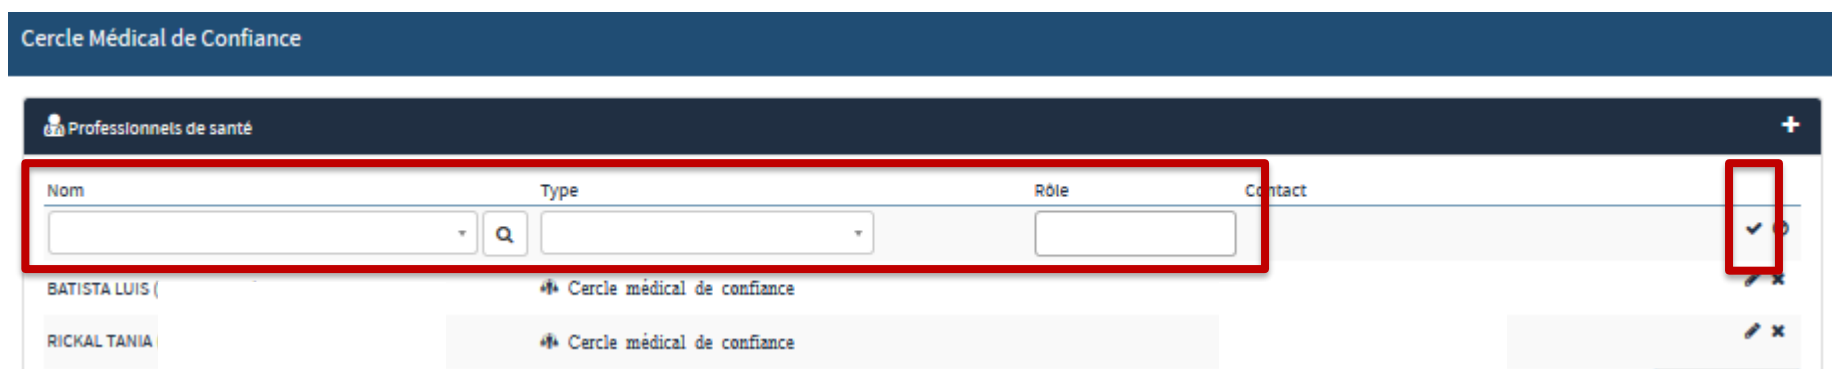 Cercle Médical de Confiance
Professionnels de santé
Nom Type Rôle Contact
BATISTA LUIS ( Cercle médical de confiance
RICKAL TANIA Cercle médical de confiance